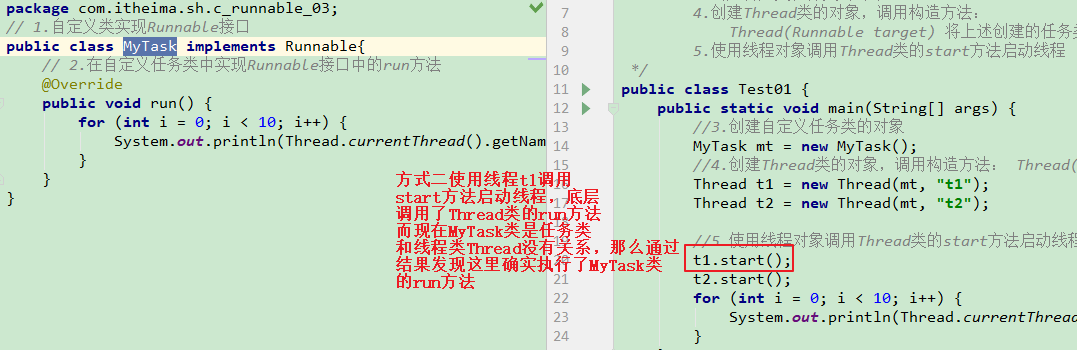 package com.itheima.sh.c_runnable_03;
// 1.自定义类实现Runnable接口
public class MyTask implements Runnable{
// 2.在自定义任务类中实现Runnable接口中的run方法
@Override
public void run() {
for (int i = 0; i < 10; i++) {
System.out.println(Thread.currentThread().getNam
}
}
}
方式二使用线程t1调用
start方法启动线程，底层
调用了Thread类的run方法
而现在MyTask类是任务类
和线程类Thread没有关系，那么通过
结果发现这里确实执行了MyTask类
的run方法
7 4.创建Thread类的对象，调用构造方法：
8 Thread(Runnable target) 将上述创建的任务类
9 5.使用线程对象调用Thread类的start方法启动线程
10 */
11 public class Test01 {
12 public static void main(String[] args) {
13 //3.创建自定义任务类的对象
14 MyTask mt = new MyTask();
15 //4.创建Thread类的对象，调用构造方法： Thread(
Thread t1 = new Thread(mt, "t1");
Thread t2 = new Thread(mt, "t2");
//5.使用线程对象调用Thread类的start方法启动线程
t1.start();
21 t2.start();
22 for (int i = 0; i < 10; i++) {
23 System.out.println(Thread.currentThread
24 }